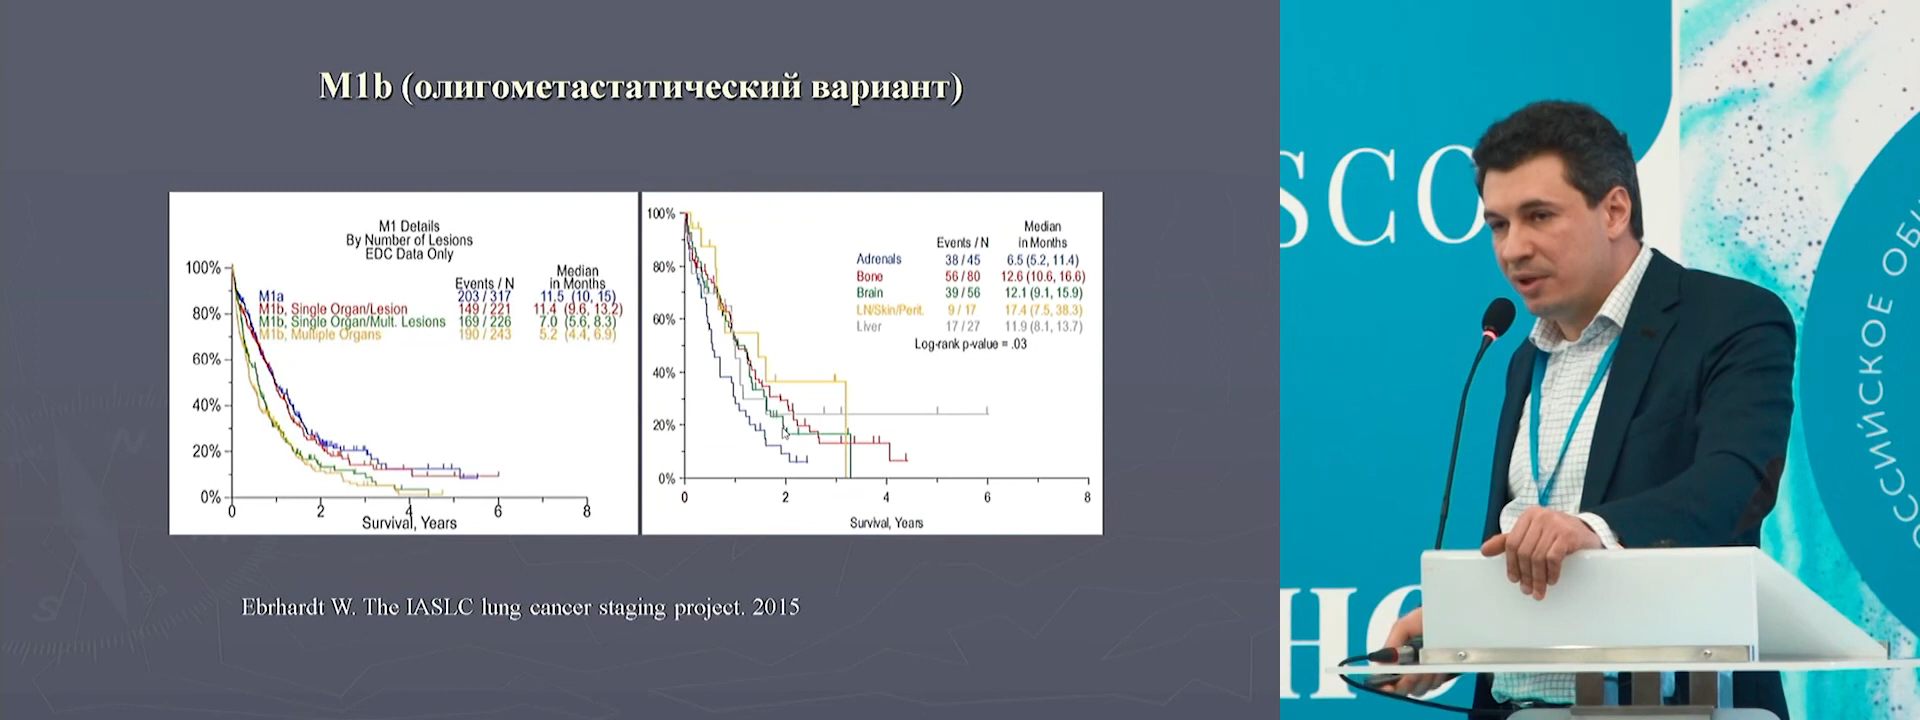 M1b (олигометастатический вариант)
M1 Details
By Number of Lesions
EDC Data Only
Events / N
Median
in Months
M1a 203 / 317 11.5 (10, 15)
M1b, Single Organ/Lesion 149 / 221 11.4 (9.6, 13.2)
M1b, Single Organ/Mult. Lesions 169 / 226 7.0 (5.6, 8.3)
M1b, Multiple Organs 190 / 243 5.2 (4.4, 6.9)
100%
80%
60%
40%
20%
0%
0 2 4 6 8
Survival, Years
Events / N
Median
in Months
Adrenals 38 / 45 6.5 (5.2, 11.4)
Bone 56 / 80 12.6 (10.6, 16.6)
Brain 39 / 56 12.1 (9.1, 15.9)
LN/Skin/Perit. 9 / 17 17.4 (7.5, 38.3)
Liver 17 / 27 11.9 (8.1, 13.7)
Log-rank p-value = .03
100%
80%
60%
40%
20%
0%
0 2 4 6 8
Survival, Years
Ebrhardt W. The IASLC lung cancer staging project. 2015
SCO
НО
ОССИЙСКОЕ ОБЩ